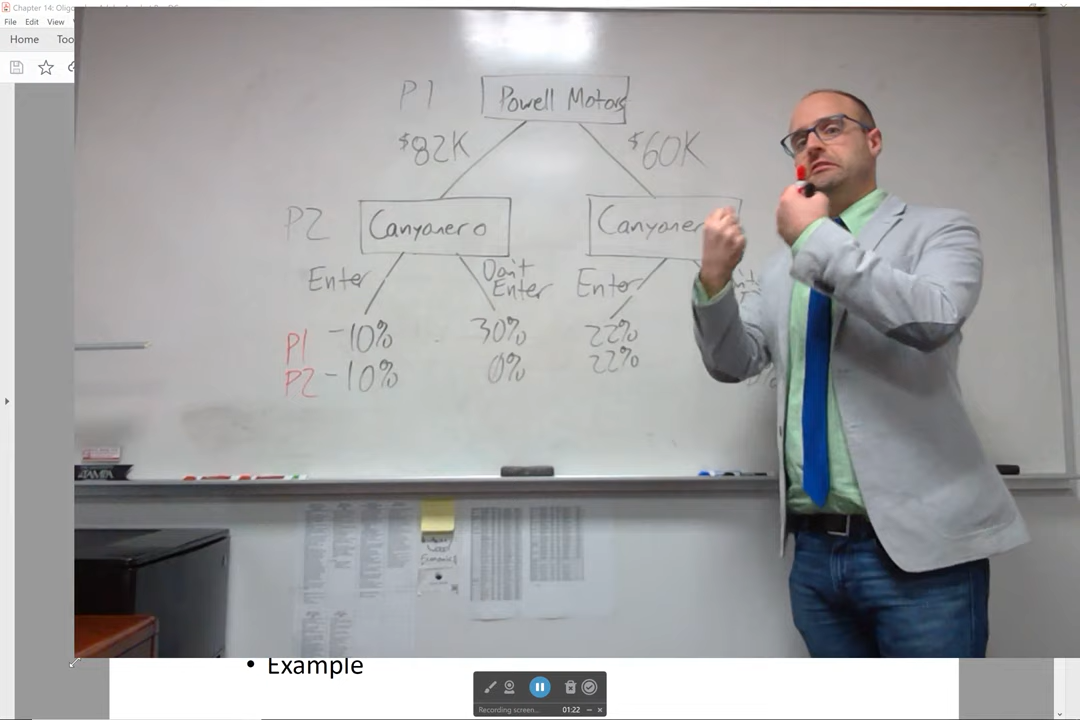 Chapter 14: Oligo
File Edit View
Home Too
P1 Powell Motors
$82K $60K
P2 Canyonero Canyoner
Enter Don't Enter Enter
P1 -10% 30% 22%
P2 -10% 0% 22%
• Example
Recording screen... 01:22